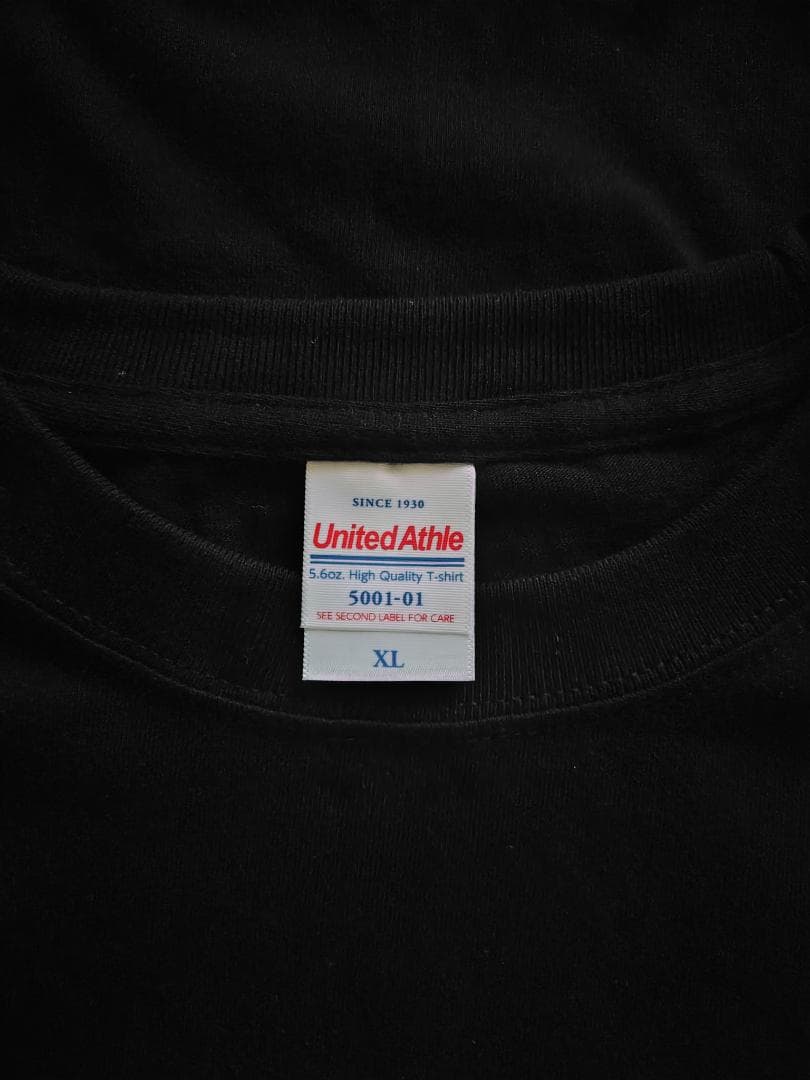 SINCE 1930
United Athle
5.6oz. High Quality T-shirt
5001-01
SEE SECOND LABEL FOR CARE
XL